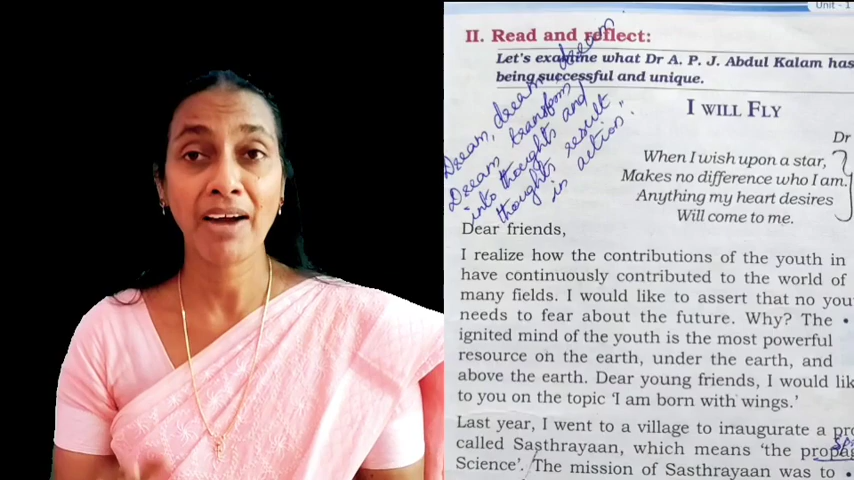 Unit - 1
II. Read and reflect:
Let's examine what Dr A. P. J. Abdul Kalam has
being successful and unique.
I WILL FLY
Dr
Dream, dream, dream
Dream transform
into thoughts and
thoughts result
in action."
When I wish upon a star,
Makes no difference who I am.
Anything my heart desires
Will come to me.
Dear friends,
I realize how the contributions of the youth in
have continuously contributed to the world of
many fields. I would like to assert that no you
needs to fear about the future. Why? The •
ignited mind of the youth is the most powerful
resource on the earth, under the earth, and
above the earth. Dear young friends, I would lik
to you on the topic 'I am born with wings.'
Last year, I went to a village to inaugurate a pro
called Sasthrayaan, which means 'the propag
Science'. The mission of Sasthrayaan was to •